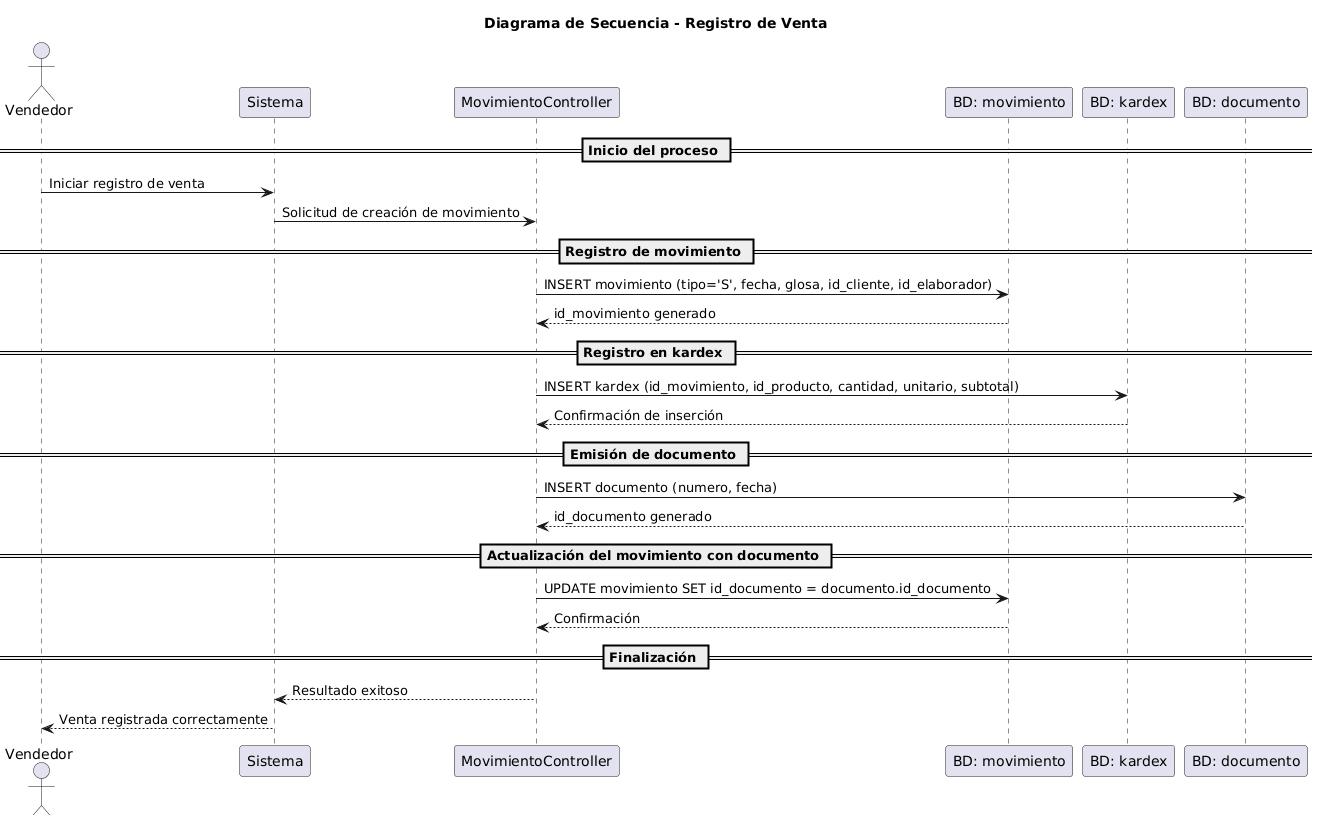 Diagrama de Secuencia - Registro de Venta
Vendedor
Sistema
MovimientoController
BD: movimiento
BD: kardex
BD: documento
Inicio del proceso
Iniciar registro de venta
Solicitud de creación de movimiento
Registro de movimiento
INSERT movimiento (tipo='S', fecha, glosa, id_cliente, id_elaborador)
id_movimiento generado
Registro en kardex
INSERT kardex (id_movimiento, id_producto, cantidad, unitario, subtotal)
Confirmación de inserción
Emisión de documento
INSERT documento (numero, fecha)
id_documento generado
Actualización del movimiento con documento
UPDATE movimiento SET id_documento = documento.id_documento
Confirmación
Finalización
Resultado exitoso
Venta registrada correctamente
Vendedor
Sistema
MovimientoController
BD: movimiento
BD: kardex
BD: documento